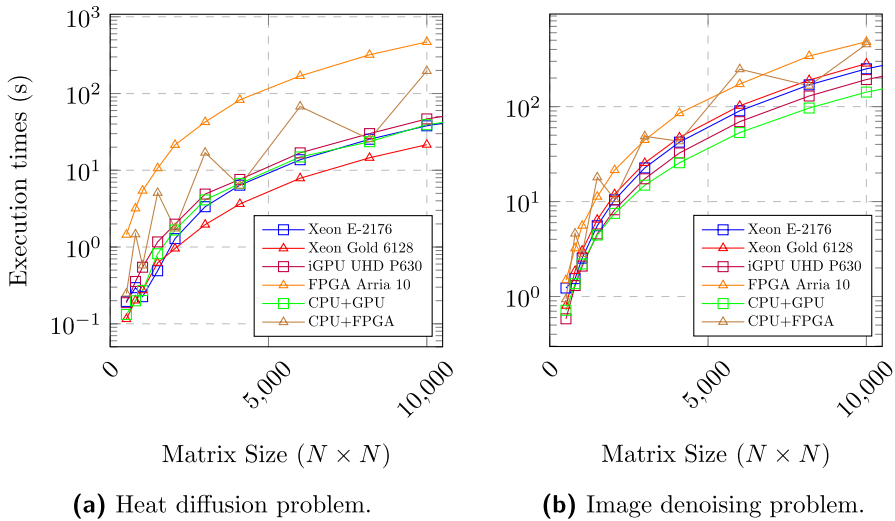 Execution times (s)
10^3
10^2
10^1
10^0
10^−1
Xeon E-2176
Xeon Gold 6128
iGPU UHD P630
FPGA Arria 10
CPU+GPU
CPU+FPGA
0
5,000
10,000
Matrix Size (N × N)
(a) Heat diffusion problem.
10^2
10^1
10^0
Xeon E-2176
Xeon Gold 6128
iGPU UHD P630
FPGA Arria 10
CPU+GPU
CPU+FPGA
0
5,000
10,000
Matrix Size (N × N)
(b) Image denoising problem.